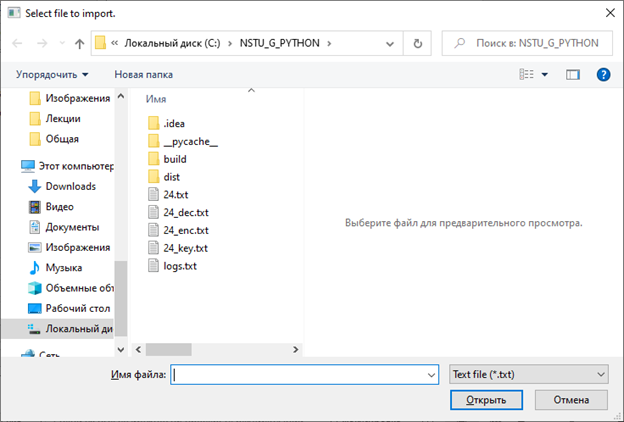 Select file to import.
« Локальный диск (C:) › NSTU_G_PYTHON ›
Поиск в: NSTU_G_PYTHON
Упорядочить
Новая папка
Изображения
Лекции
Общая
Этот компьютер
Downloads
Видео
Документы
Изображения
Музыка
Объемные объ
Рабочий стол
Локальный ди
Сеть
Имя
.idea
__pycache__
build
dist
24.txt
24_dec.txt
24_enc.txt
24_key.txt
logs.txt
Выберите файл для предварительного просмотра.
Имя файла:
Text file (*.txt)
Открыть
Отмена